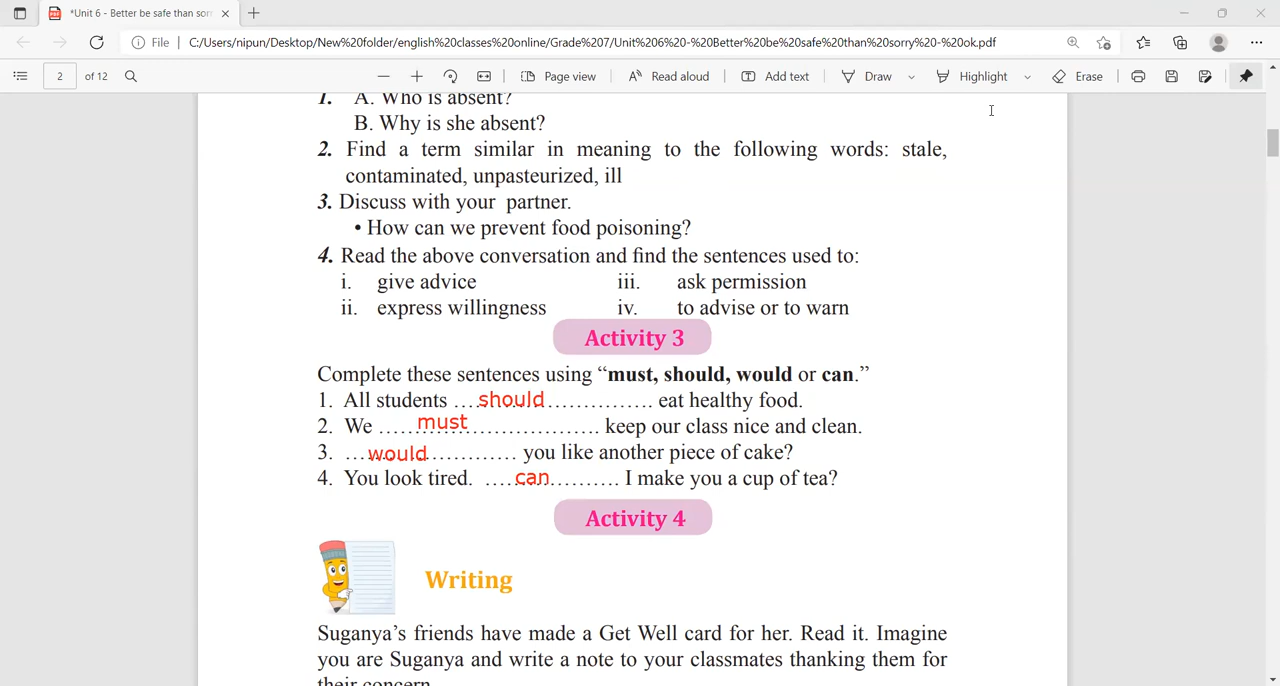 *Unit 6 - Better be safe than sorr
File
C:/Users/nipun/Desktop/New%20folder/english%20classes%20online/Grade%207/Unit%206%20-%20Better%20be%20safe%20than%20sorry%20-%20ok.pdf
2 of 12
Page view
Read aloud
Add text
Draw
Highlight
Erase
1. A. Who is absent?
B. Why is she absent?
2. Find a term similar in meaning to the following words: stale,
contaminated, unpasteurized, ill
3. Discuss with your partner.
• How can we prevent food poisoning?
4. Read the above conversation and find the sentences used to:
i. give advice iii. ask permission
ii. express willingness iv. to advise or to warn
Activity 3
Complete these sentences using “must, should, would or can.”
1. All students ....should.................. eat healthy food.
2. We ......must..................... keep our class nice and clean.
3. ....would............... you like another piece of cake?
4. You look tired. .....can............. I make you a cup of tea?
Activity 4
Writing
Suganya’s friends have made a Get Well card for her. Read it. Imagine
you are Suganya and write a note to your classmates thanking them for
their concern